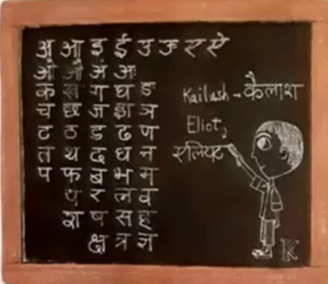 अ आ इ ई उ ऊ ए ऐ
ओ औ अं अः
क ख ग घ ङ
च छ ज झ ञ
ट ठ ड ढ ण
त थ द ध न
प फ ब भ म
य र ल व
श ष स ह
क्ष त्र ज्ञ
Kailash - कैलाश
Eliot,
एलियट
K